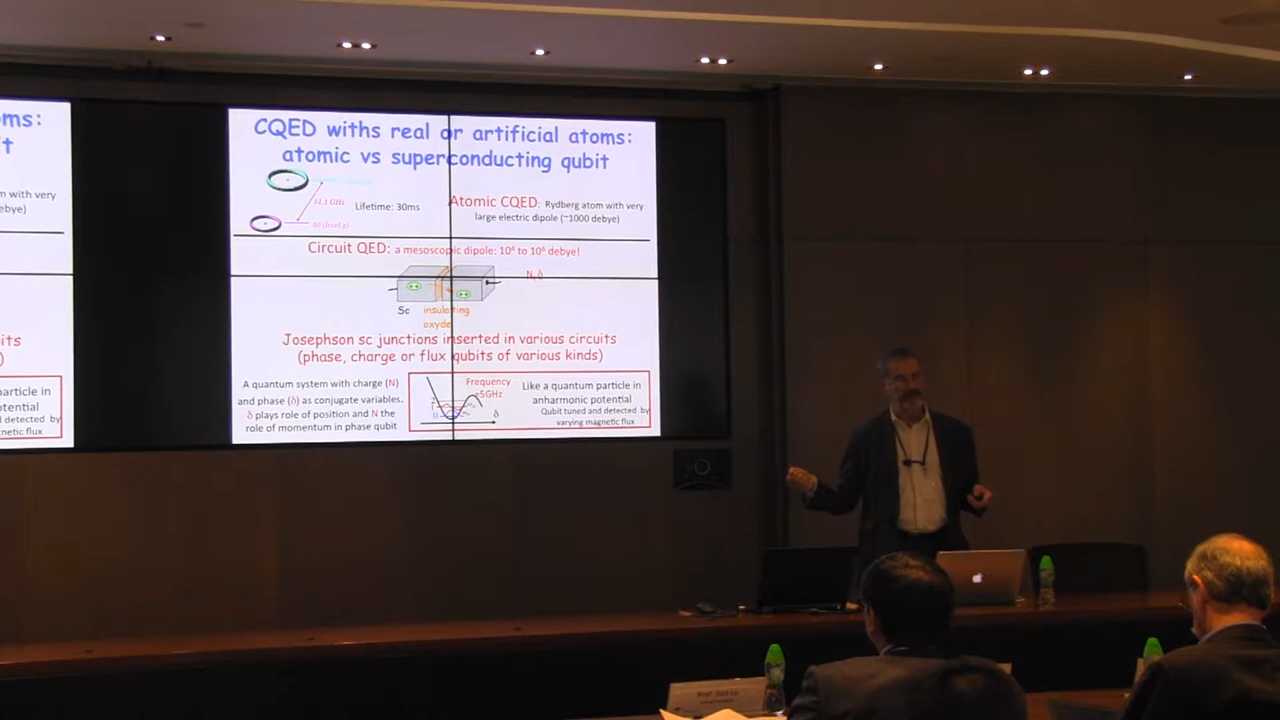 oms:
t
m with very
ebye)
its
)
article in
otential
l detected by
netic flux
CQED withs real or artificial atoms:
atomic vs superconducting qubit
51,1 GHz
Lifetime: 30ms
Atomic CQED: Rydberg atom with very
large electric dipole (~1000 debye)
Circuit QED: a mesoscopic dipole: 10⁴ to 10⁶ debye!
N, δ
Sc
insulating
oxyde
Josephson sc junctions inserted in various circuits
(phase, charge or flux qubits of various kinds)
A quantum system with charge (N)
and phase (δ) as conjugate variables.
δ plays role of position and N the
role of momentum in phase qubit
Frequency
~5GHz
δ
Like a quantum particle in
anharmonic potential
Qubit tuned and detected by
varying magnetic flux